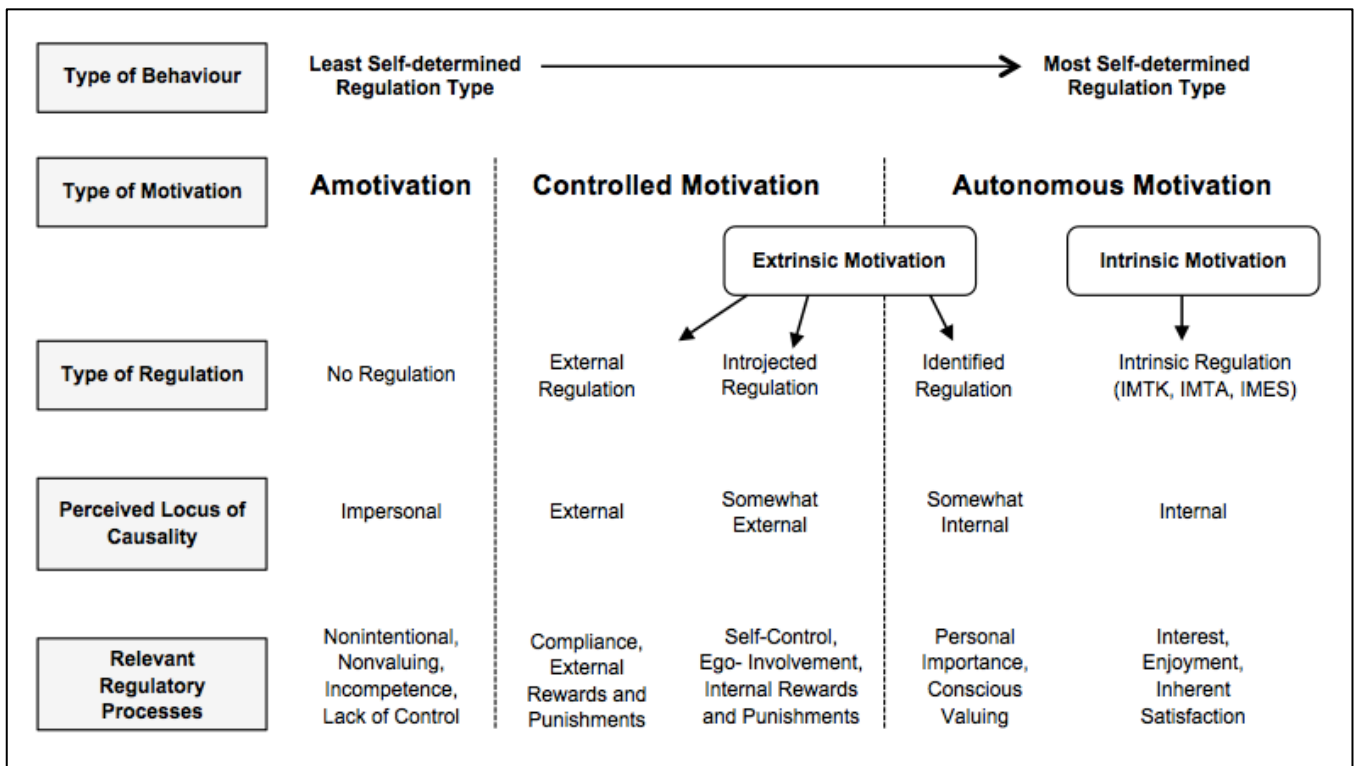 Type of Behaviour
Least Self-determined
Regulation Type
Most Self-determined
Regulation Type
Type of Motivation
Amotivation
Controlled Motivation
Autonomous Motivation
Extrinsic Motivation
Intrinsic Motivation
Type of Regulation
No Regulation
External
Regulation
Introjected
Regulation
Identified
Regulation
Intrinsic Regulation
(IMTK, IMTA, IMES)
Perceived Locus of
Causality
Impersonal
External
Somewhat
External
Somewhat
Internal
Internal
Relevant
Regulatory
Processes
Nonintentional,
Nonvaluing,
Incompetence,
Lack of Control
Compliance,
External
Rewards and
Punishments
Self-Control,
Ego- Involvement,
Internal Rewards
and Punishments
Personal
Importance,
Conscious
Valuing
Interest,
Enjoyment,
Inherent
Satisfaction